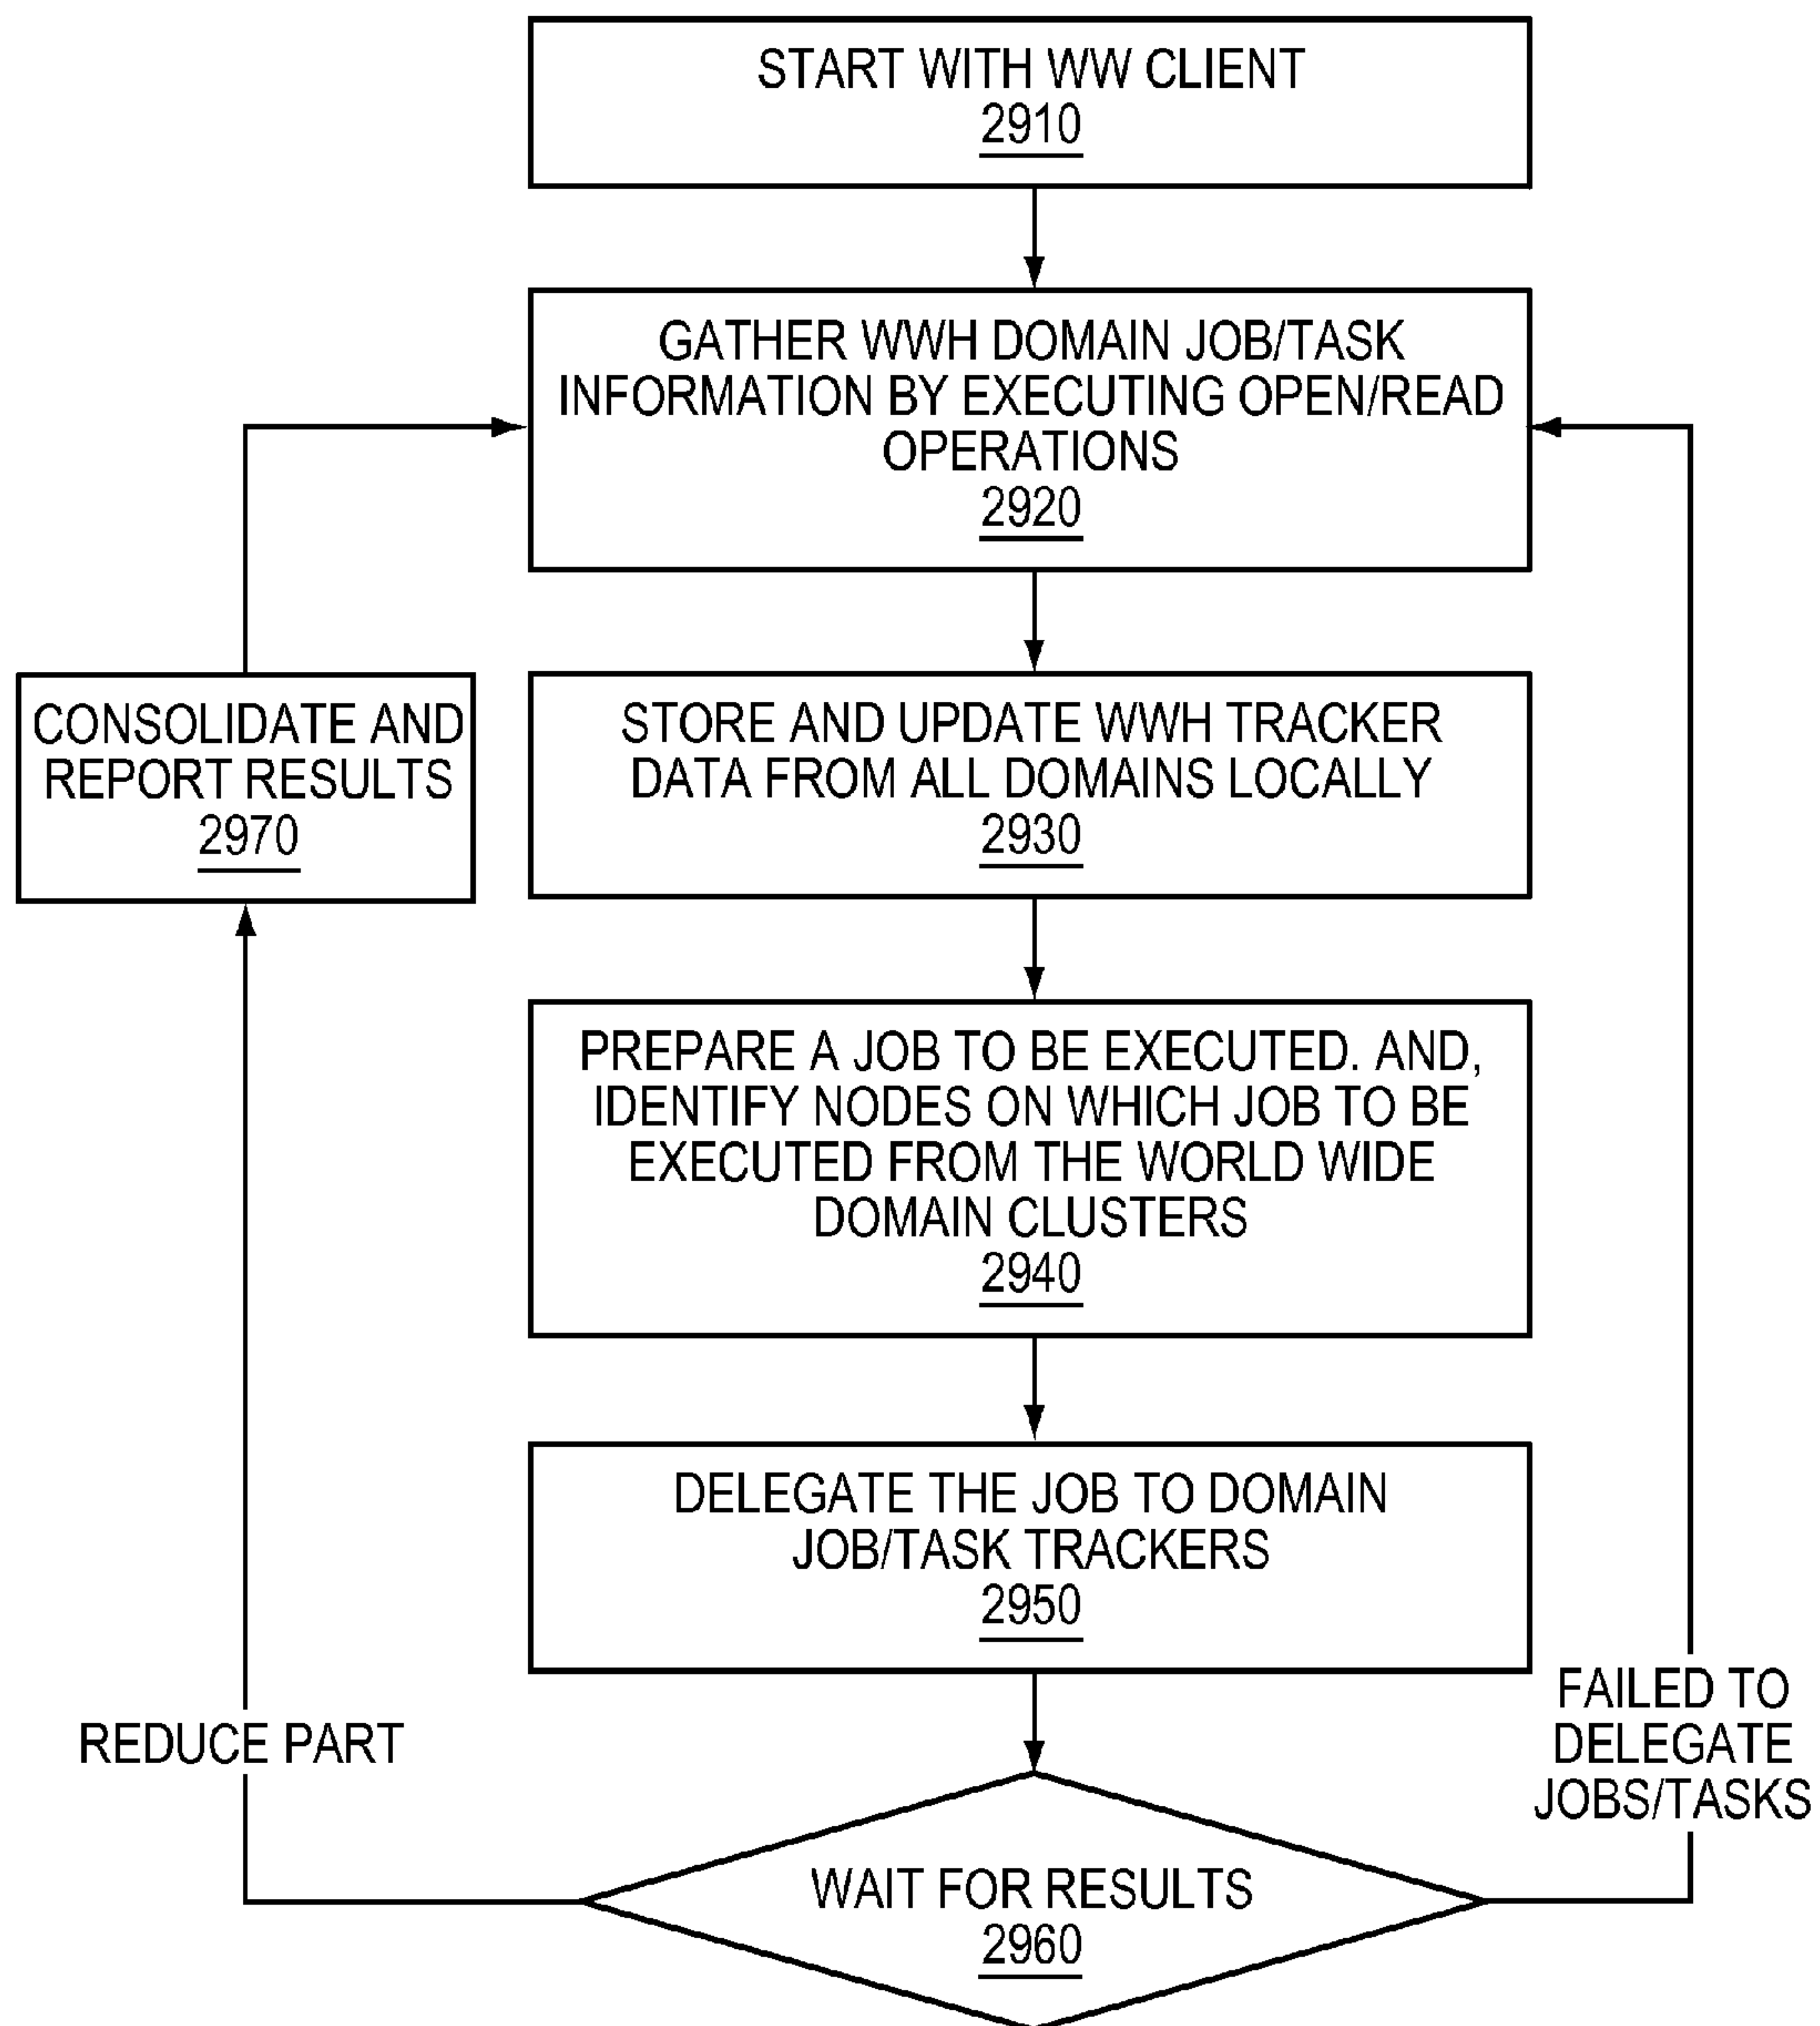 START WITH WW CLIENT
2910
GATHER WWH DOMAIN JOB/TASK
INFORMATION BY EXECUTING OPEN/READ
OPERATIONS
2920
CONSOLIDATE AND
REPORT RESULTS
2970
STORE AND UPDATE WWH TRACKER
DATA FROM ALL DOMAINS LOCALLY
2930
PREPARE A JOB TO BE EXECUTED. AND,
IDENTIFY NODES ON WHICH JOB TO BE
EXECUTED FROM THE WORLD WIDE
DOMAIN CLUSTERS
2940
DELEGATE THE JOB TO DOMAIN
JOB/TASK TRACKERS
2950
REDUCE PART
FAILED TO
DELEGATE
JOBS/TASKS
WAIT FOR RESULTS
2960